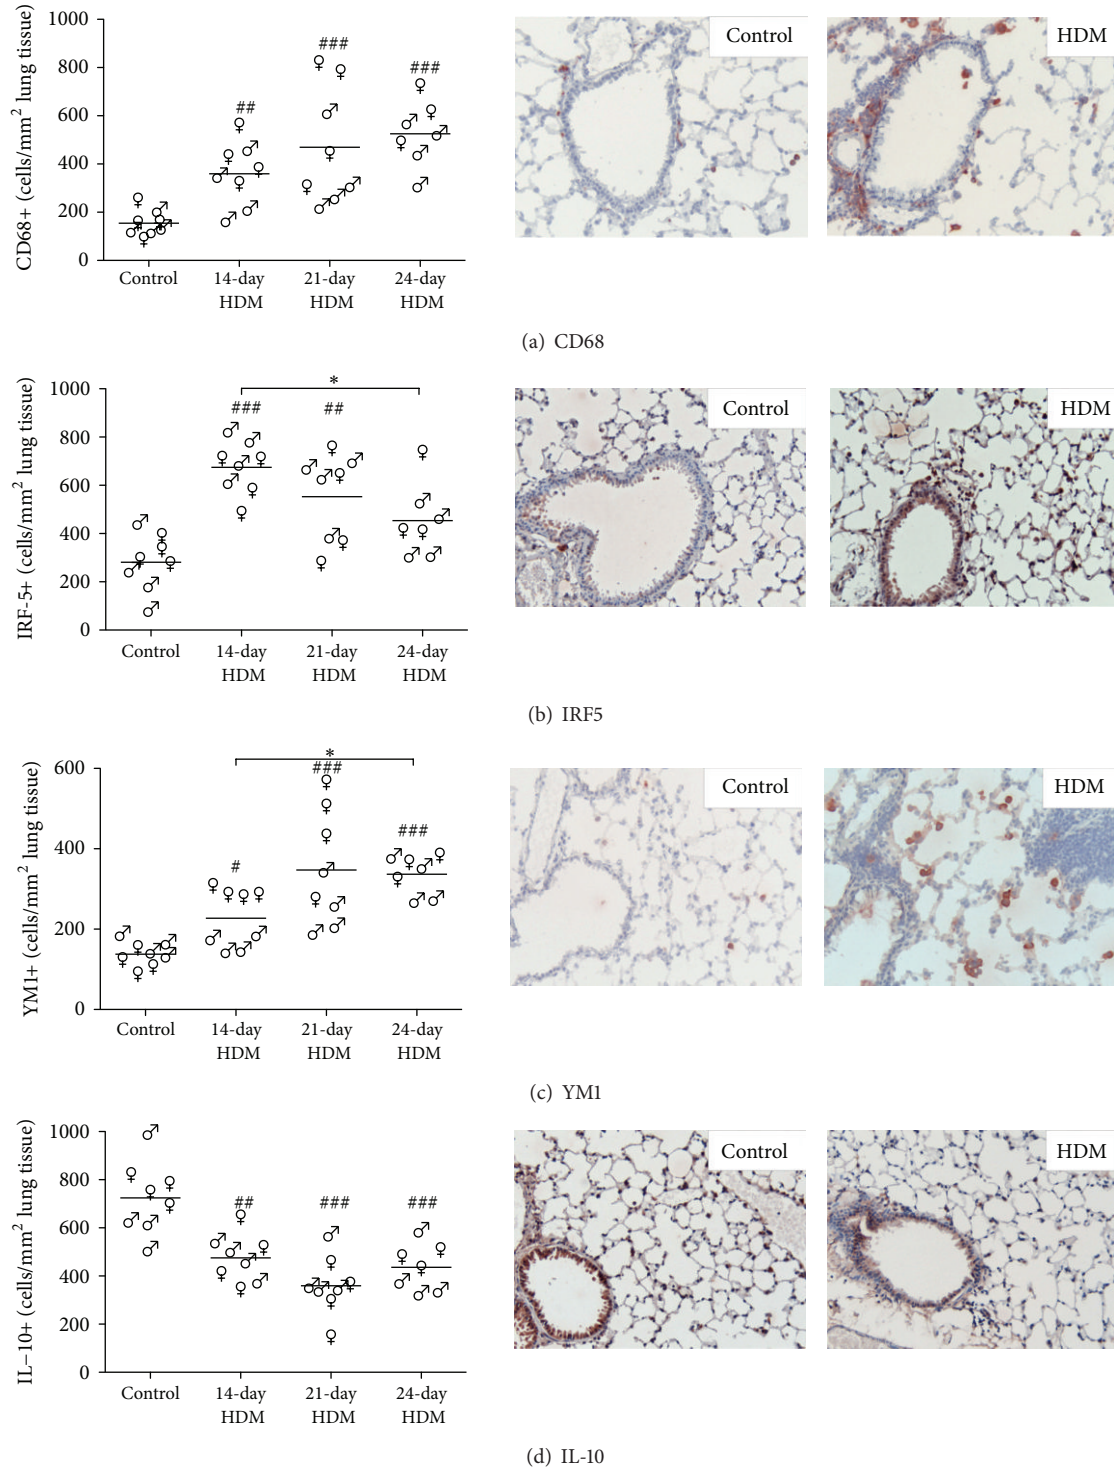 CD68+ (cells/mm² lung tissue)
1000
800
600
400
200
0
##
###
###
Control
14-day HDM
21-day HDM
24-day HDM
Control
HDM
(a) CD68
IRF-5+ (cells/mm² lung tissue)
1000
800
600
400
200
0
*
###
##
Control
14-day HDM
21-day HDM
24-day HDM
Control
HDM
(b) IRF5
YM1+ (cells/mm² lung tissue)
600
400
200
0
*
#
###
###
Control
14-day HDM
21-day HDM
24-day HDM
Control
HDM
(c) YM1
IL-10+ (cells/mm² lung tissue)
1000
800
600
400
200
0
##
###
###
Control
14-day HDM
21-day HDM
24-day HDM
Control
HDM
(d) IL-10